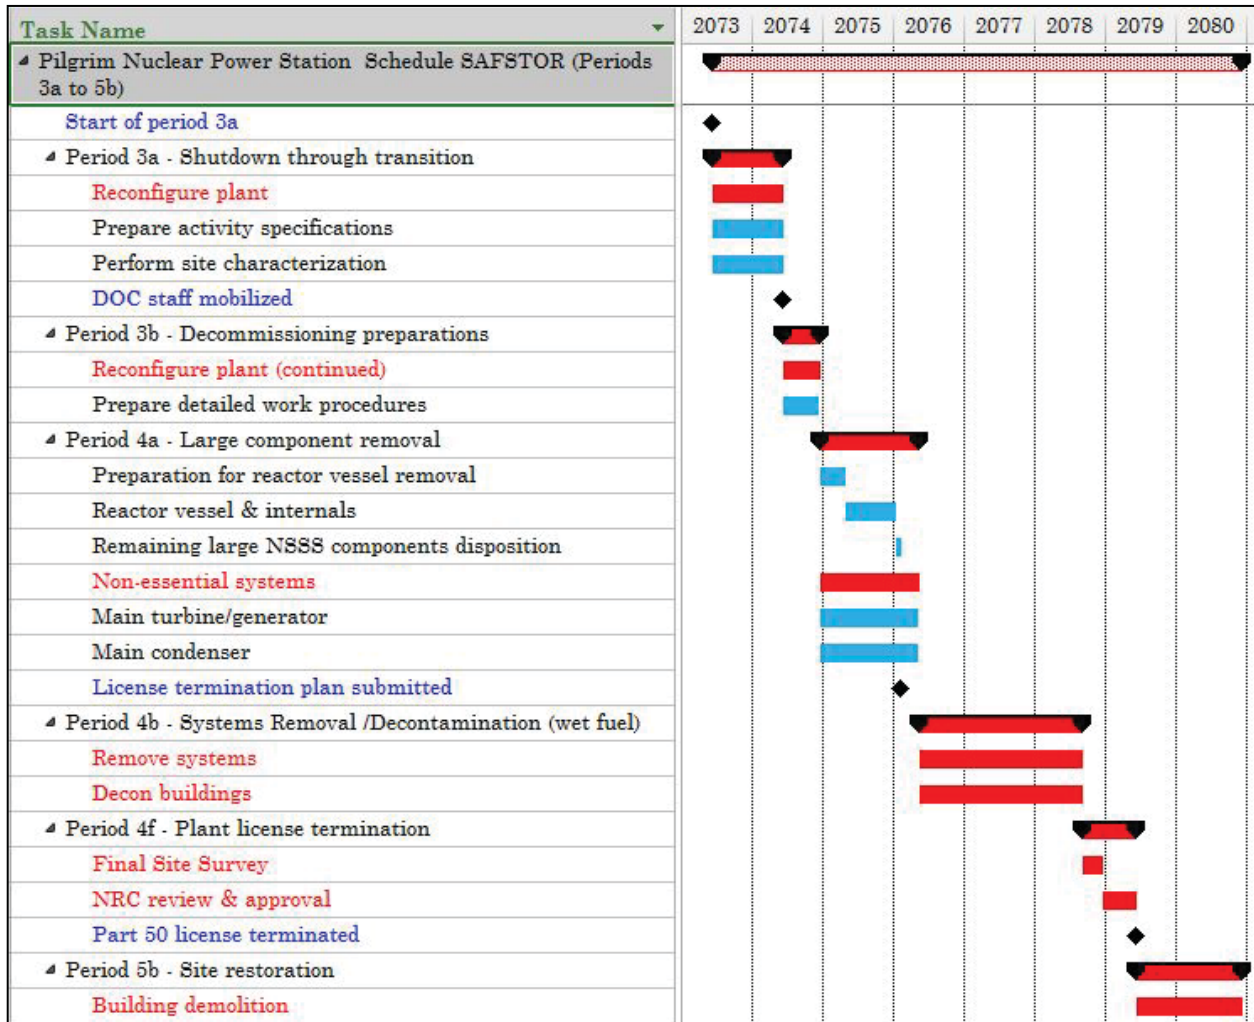 Task Name 2073 2074 2075 2076 2077 2078 2079 2080
Pilgrim Nuclear Power Station Schedule SAFSTOR (Periods
3a to 5b)
Start of period 3a
Period 3a - Shutdown through transition
Reconfigure plant
Prepare activity specifications
Perform site characterization
DOC staff mobilized
Period 3b - Decommissioning preparations
Reconfigure plant (continued)
Prepare detailed work procedures
Period 4a - Large component removal
Preparation for reactor vessel removal
Reactor vessel & internals
Remaining large NSSS components disposition
Non-essential systems
Main turbine/generator
Main condenser
License termination plan submitted
Period 4b - Systems Removal /Decontamination (wet fuel)
Remove systems
Decon buildings
Period 4f - Plant license termination
Final Site Survey
NRC review & approval
Part 50 license terminated
Period 5b - Site restoration
Building demolition